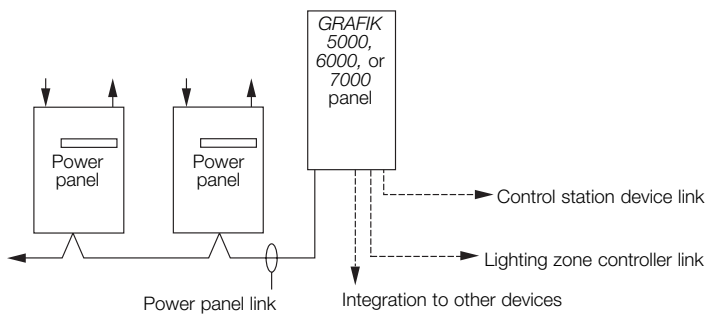 GRAFIK
5000,
6000, or
7000
panel
Power
panel
Power
panel
Control station device link
Lighting zone controller link
Power panel link
Integration to other devices